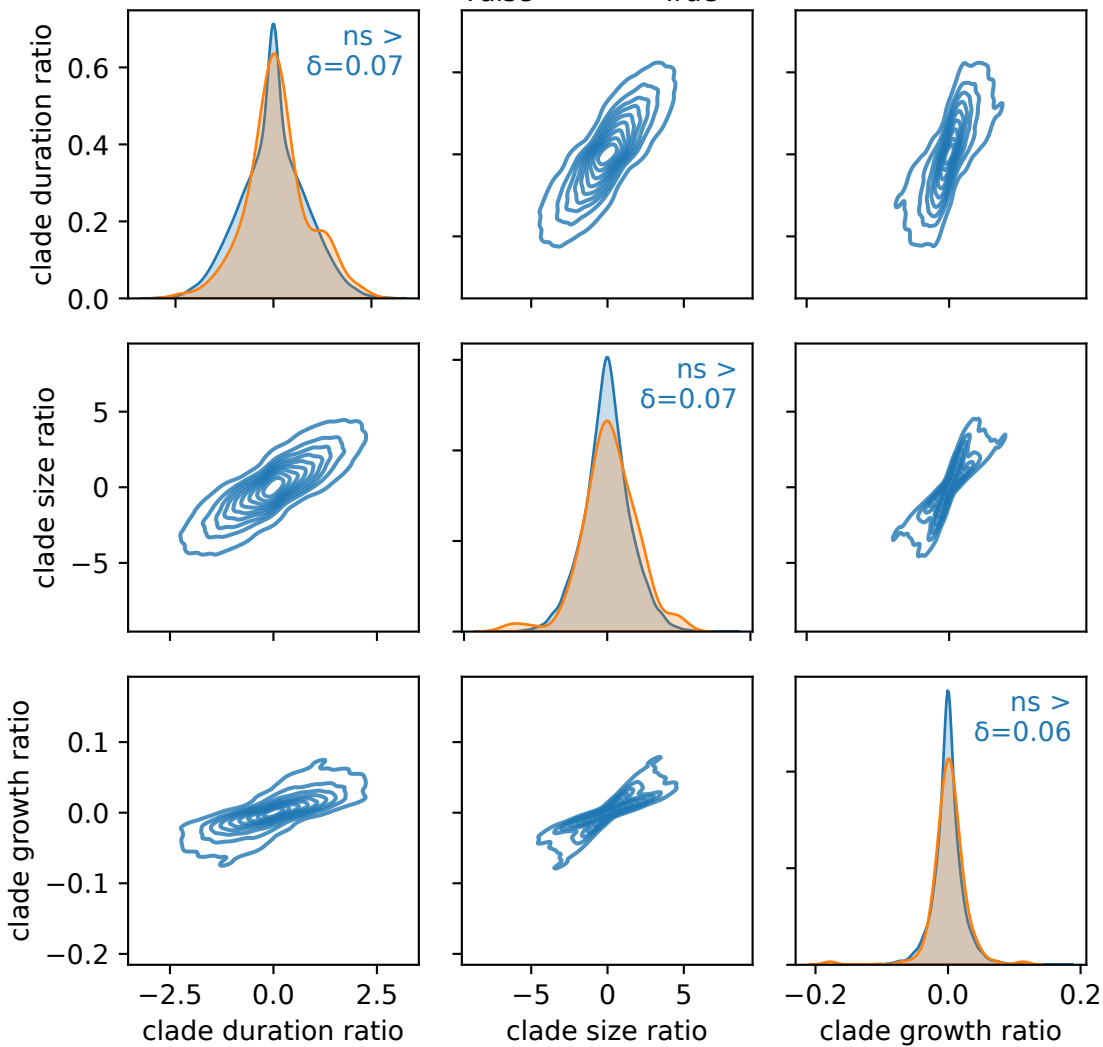 clade duration ratio
0.6
0.4
0.2
0.0
ns >
δ=0.07
clade size ratio
5
0
−5
ns >
δ=0.07
clade growth ratio
0.1
0.0
−0.1
−0.2
ns >
δ=0.06
−2.5 0.0 2.5
−5 0 5
−0.2 0.0 0.2
clade duration ratio
clade size ratio
clade growth ratio